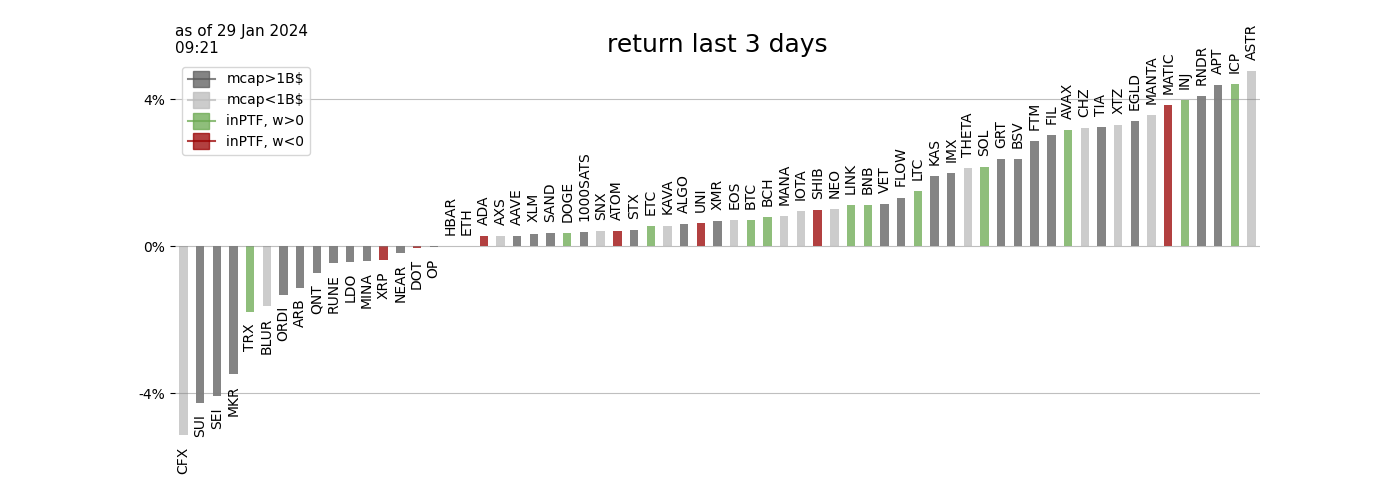 as of 29 Jan 2024
09:21
return last 3 days
mcap>1B$
mcap<1B$
inPTF, w>0
inPTF, w<0
4%
0%
-4%
CFX
SUI
SEI
MKR
TRX
BLUR
ORDI
ARB
QNT
RUNE
LDO
MINA
XRP
NEAR
DOT
OP
HBAR
ETH
ADA
AXS
AAVE
XLM
SAND
DOGE
1000SATS
SNX
ATOM
STX
ETC
KAVA
ALGO
UNI
XMR
EOS
BTC
BCH
MANA
IOTA
SHIB
NEO
LINK
BNB
VET
FLOW
LTC
KAS
IMX
THETA
SOL
GRT
BSV
FTM
FIL
AVAX
CHZ
TIA
XTZ
EGLD
MANTA
MATIC
INJ
RNDR
APT
ICP
ASTR